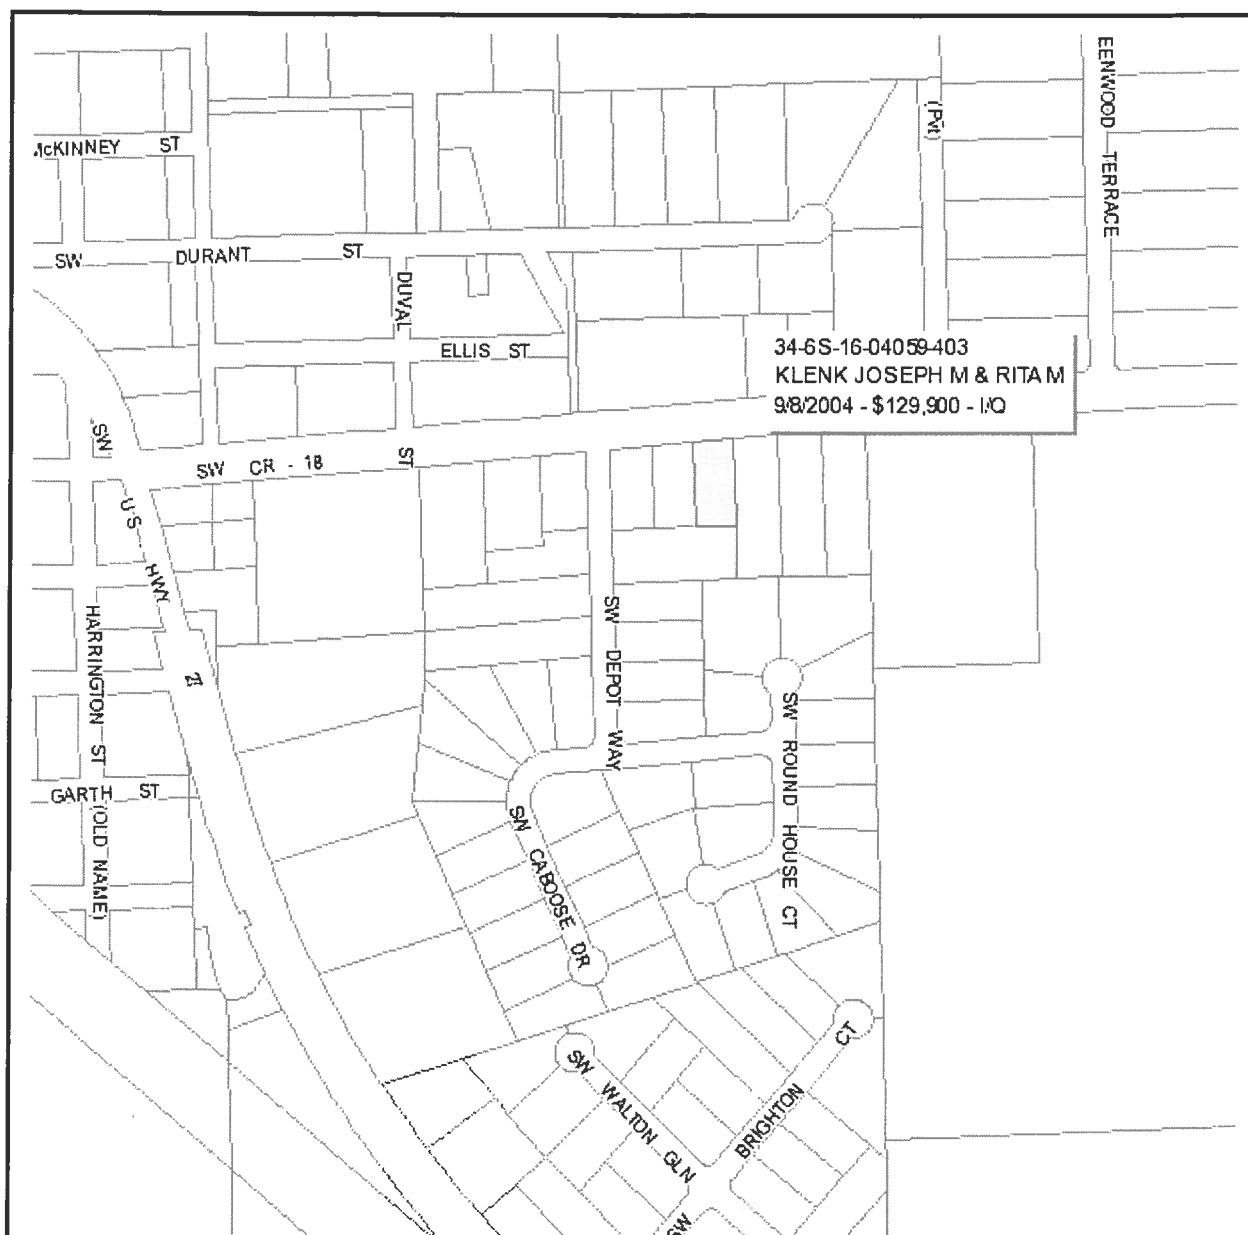 EENWOOD TERRACE
(Pvt)
McKINNEY ST
SW DURANT ST
DUVAL ST
ELLIS ST
34-6S-16-04059-403
KLENK JOSEPH M & RITA M
9/8/2004 - $129,900 - I/Q
SW CR - 18
SW U S HWY 27
HARRINGTON ST (OLD NAME)
GARTH ST
SW DEPOT WAY
SW ROUND HOUSE CT
SW CABOOSE DR
SW WALTON GLN
SW BRIGHTON CT